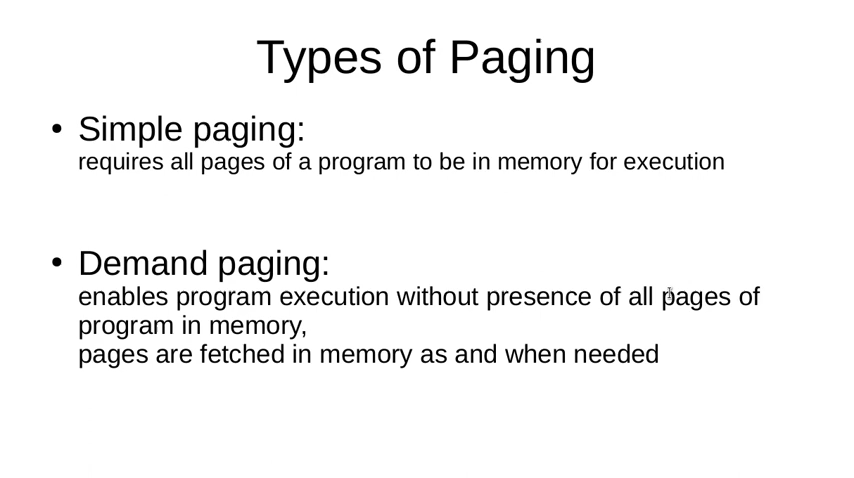 Types of Paging
• Simple paging:
requires all pages of a program to be in memory for execution
• Demand paging:
enables program execution without presence of all pages of
program in memory,
pages are fetched in memory as and when needed